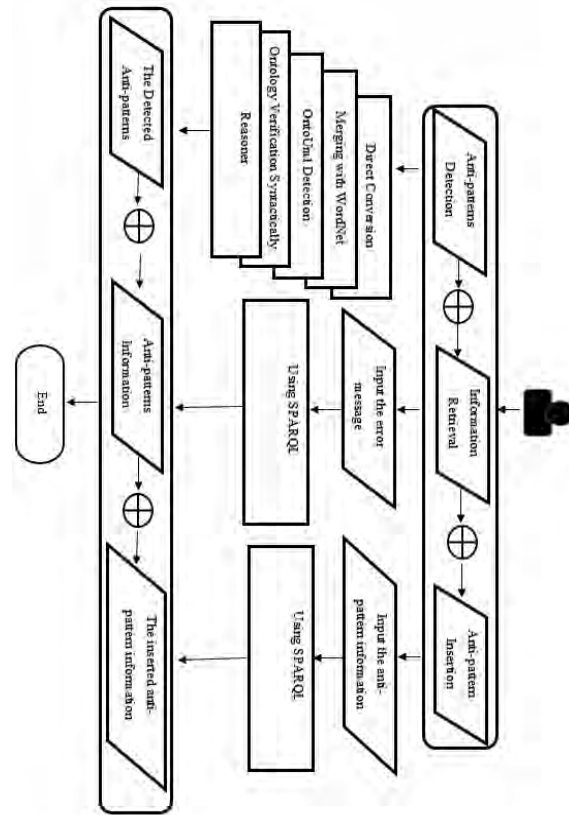 Anti-patterns
Detection
Information
Retrieval
Anti-pattern
Insertion
Direct Conversion
Merging with WordNet
OntoUml Detection
Ontology Verification Syntactically
Reasoner
Input the error
message
Using SPARQL
Input the anti-
pattern information
Using SPARQL
The Detected
Anti-patterns
Anti-patterns
Information
The inserted anti-
pattern information
End